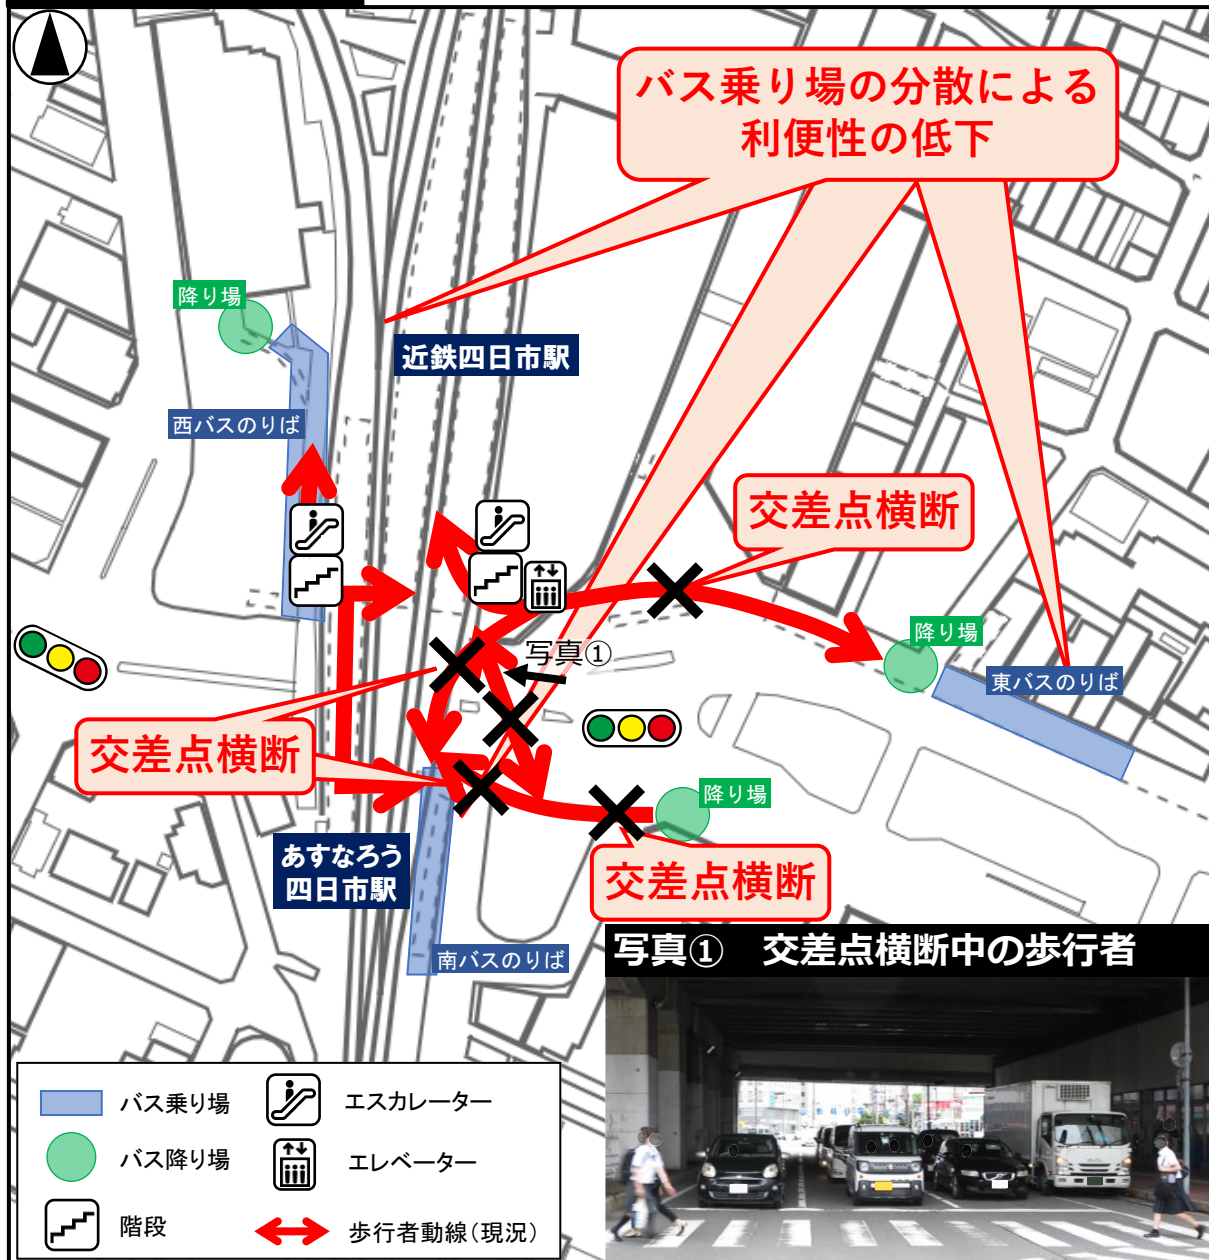 バス乗り場の分散による
利便性の低下
降り場
近鉄四日市駅
西バスのりば
交差点横断
降り場
写真①
東バスのりば
交差点横断
降り場
あすなろう
四日市駅
交差点横断
南バスのりば
写真① 交差点横断中の歩行者
バス乗り場
エスカレーター
バス降り場
エレベーター
階段
歩行者動線(現況)